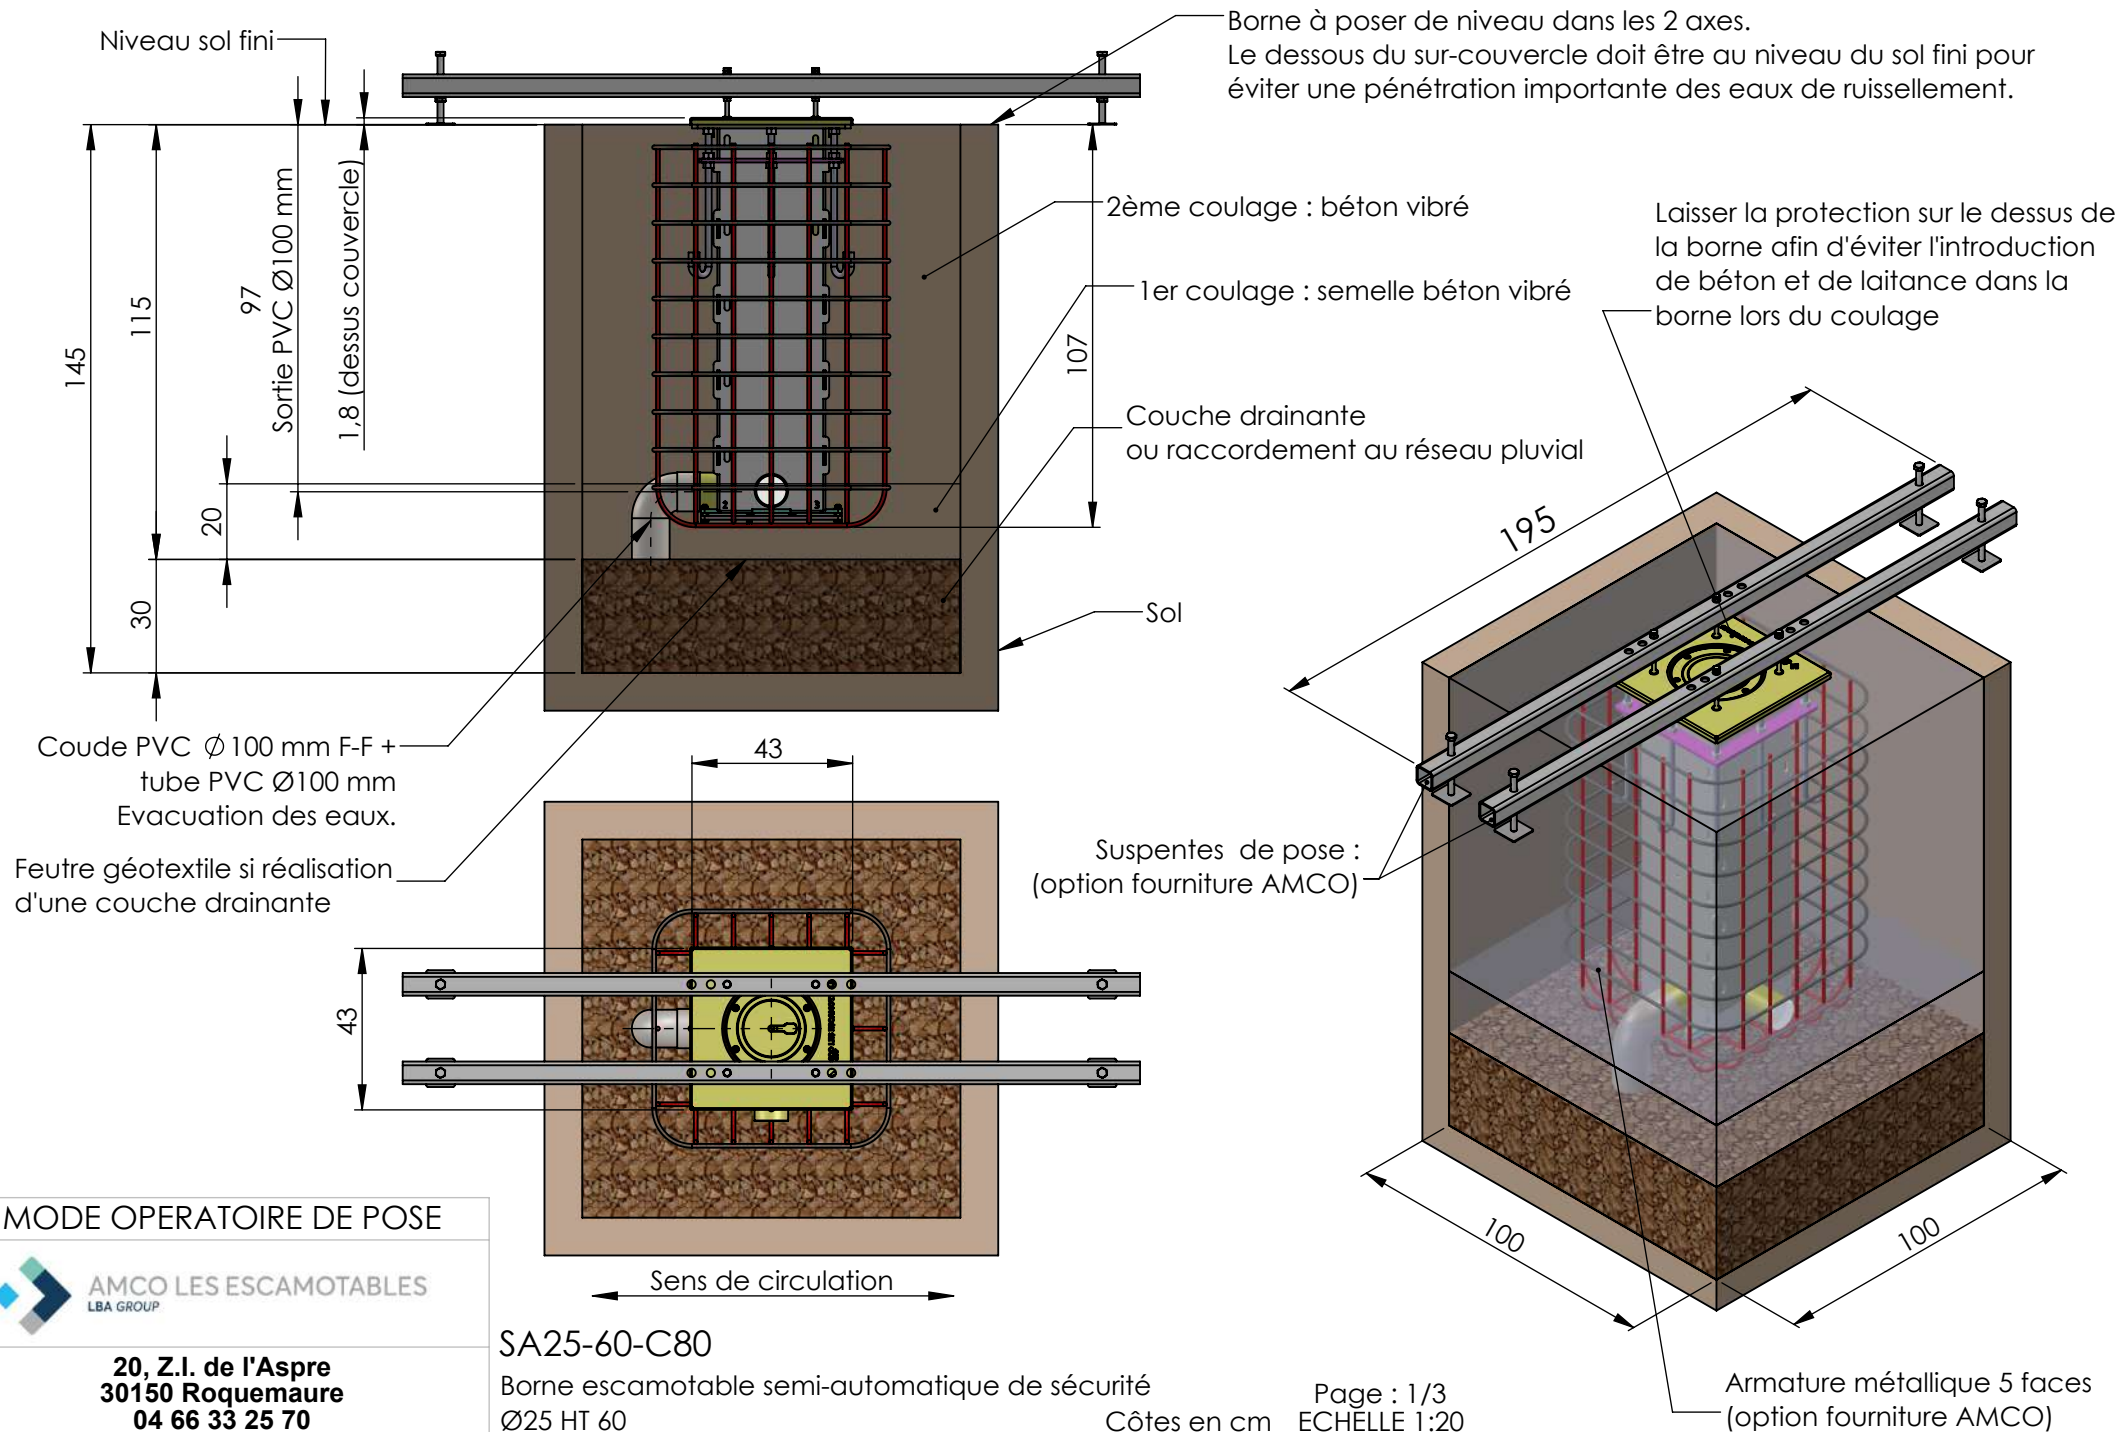 Niveau sol fini
Borne à poser de niveau dans les 2 axes.
Le dessous du sur-couvercle doit être au niveau du sol fini pour
éviter une pénétration importante des eaux de ruissellement.
145
115
97
Sortie PVC Ø100 mm
1,8 (dessus couvercle)
20
30
107
2ème coulage : béton vibré
1er coulage : semelle béton vibré
Couche drainante
ou raccordement au réseau pluvial
Sol
Laisser la protection sur le dessus de
la borne afin d'éviter l'introduction
de béton et de laitance dans la
borne lors du coulage
195
Coude PVC Ø 100 mm F-F +
tube PVC Ø100 mm
Evacuation des eaux.
Feutre géotextile si réalisation
d'une couche drainante
43
43
Suspentes de pose :
(option fourniture AMCO)
100
100
Sens de circulation
Armature métallique 5 faces
(option fourniture AMCO)
MODE OPERATOIRE DE POSE
AMCO LES ESCAMOTABLES
LBA GROUP
20, Z.I. de l'Aspre
30150 Roquemaure
04 66 33 25 70
SA25-60-C80
Borne escamotable semi-automatique de sécurité
Ø25 HT 60
Côtes en cm
Page : 1/3
ECHELLE 1:20